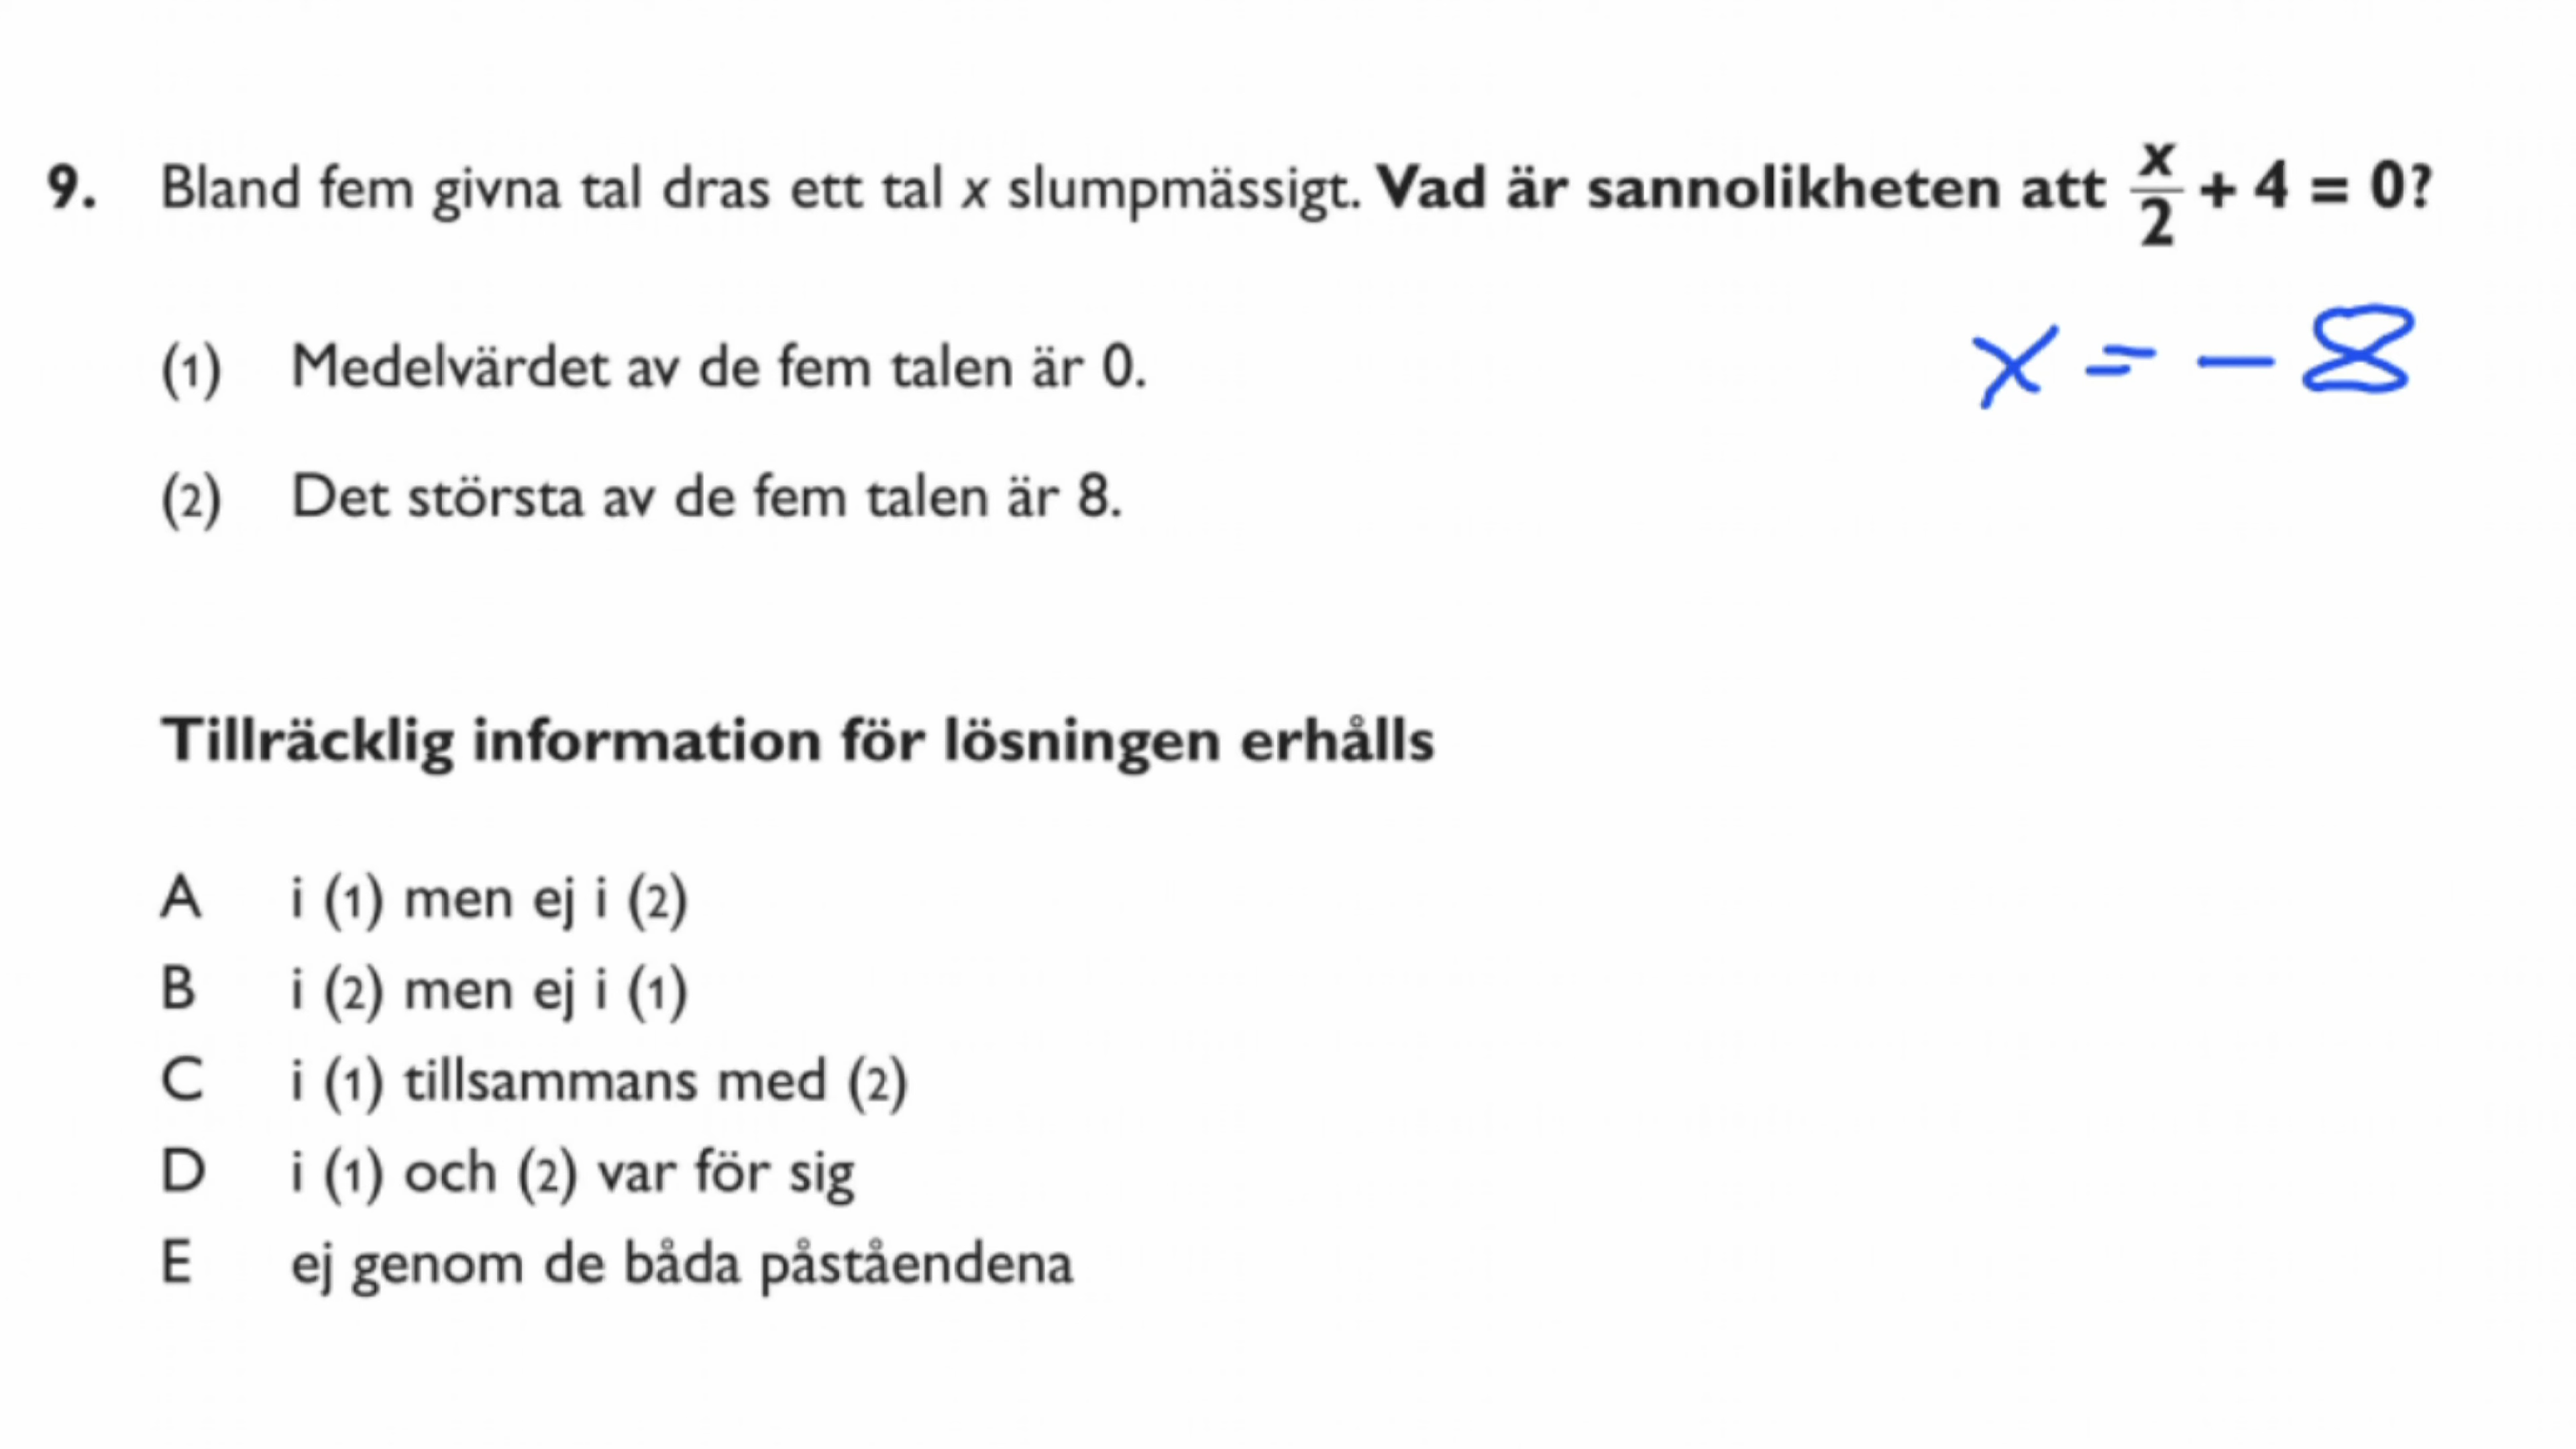 9. Bland fem givna tal dras ett tal x slumpmässigt. Vad är sannolikheten att x/2 + 4 = 0?
x = - 8
(1) Medelvärdet av de fem talen är 0.
(2) Det största av de fem talen är 8.
Tillräcklig information för lösningen erhålls
A i (1) men ej i (2)
B i (2) men ej i (1)
C i (1) tillsammans med (2)
D i (1) och (2) var för sig
E ej genom de båda påståendena